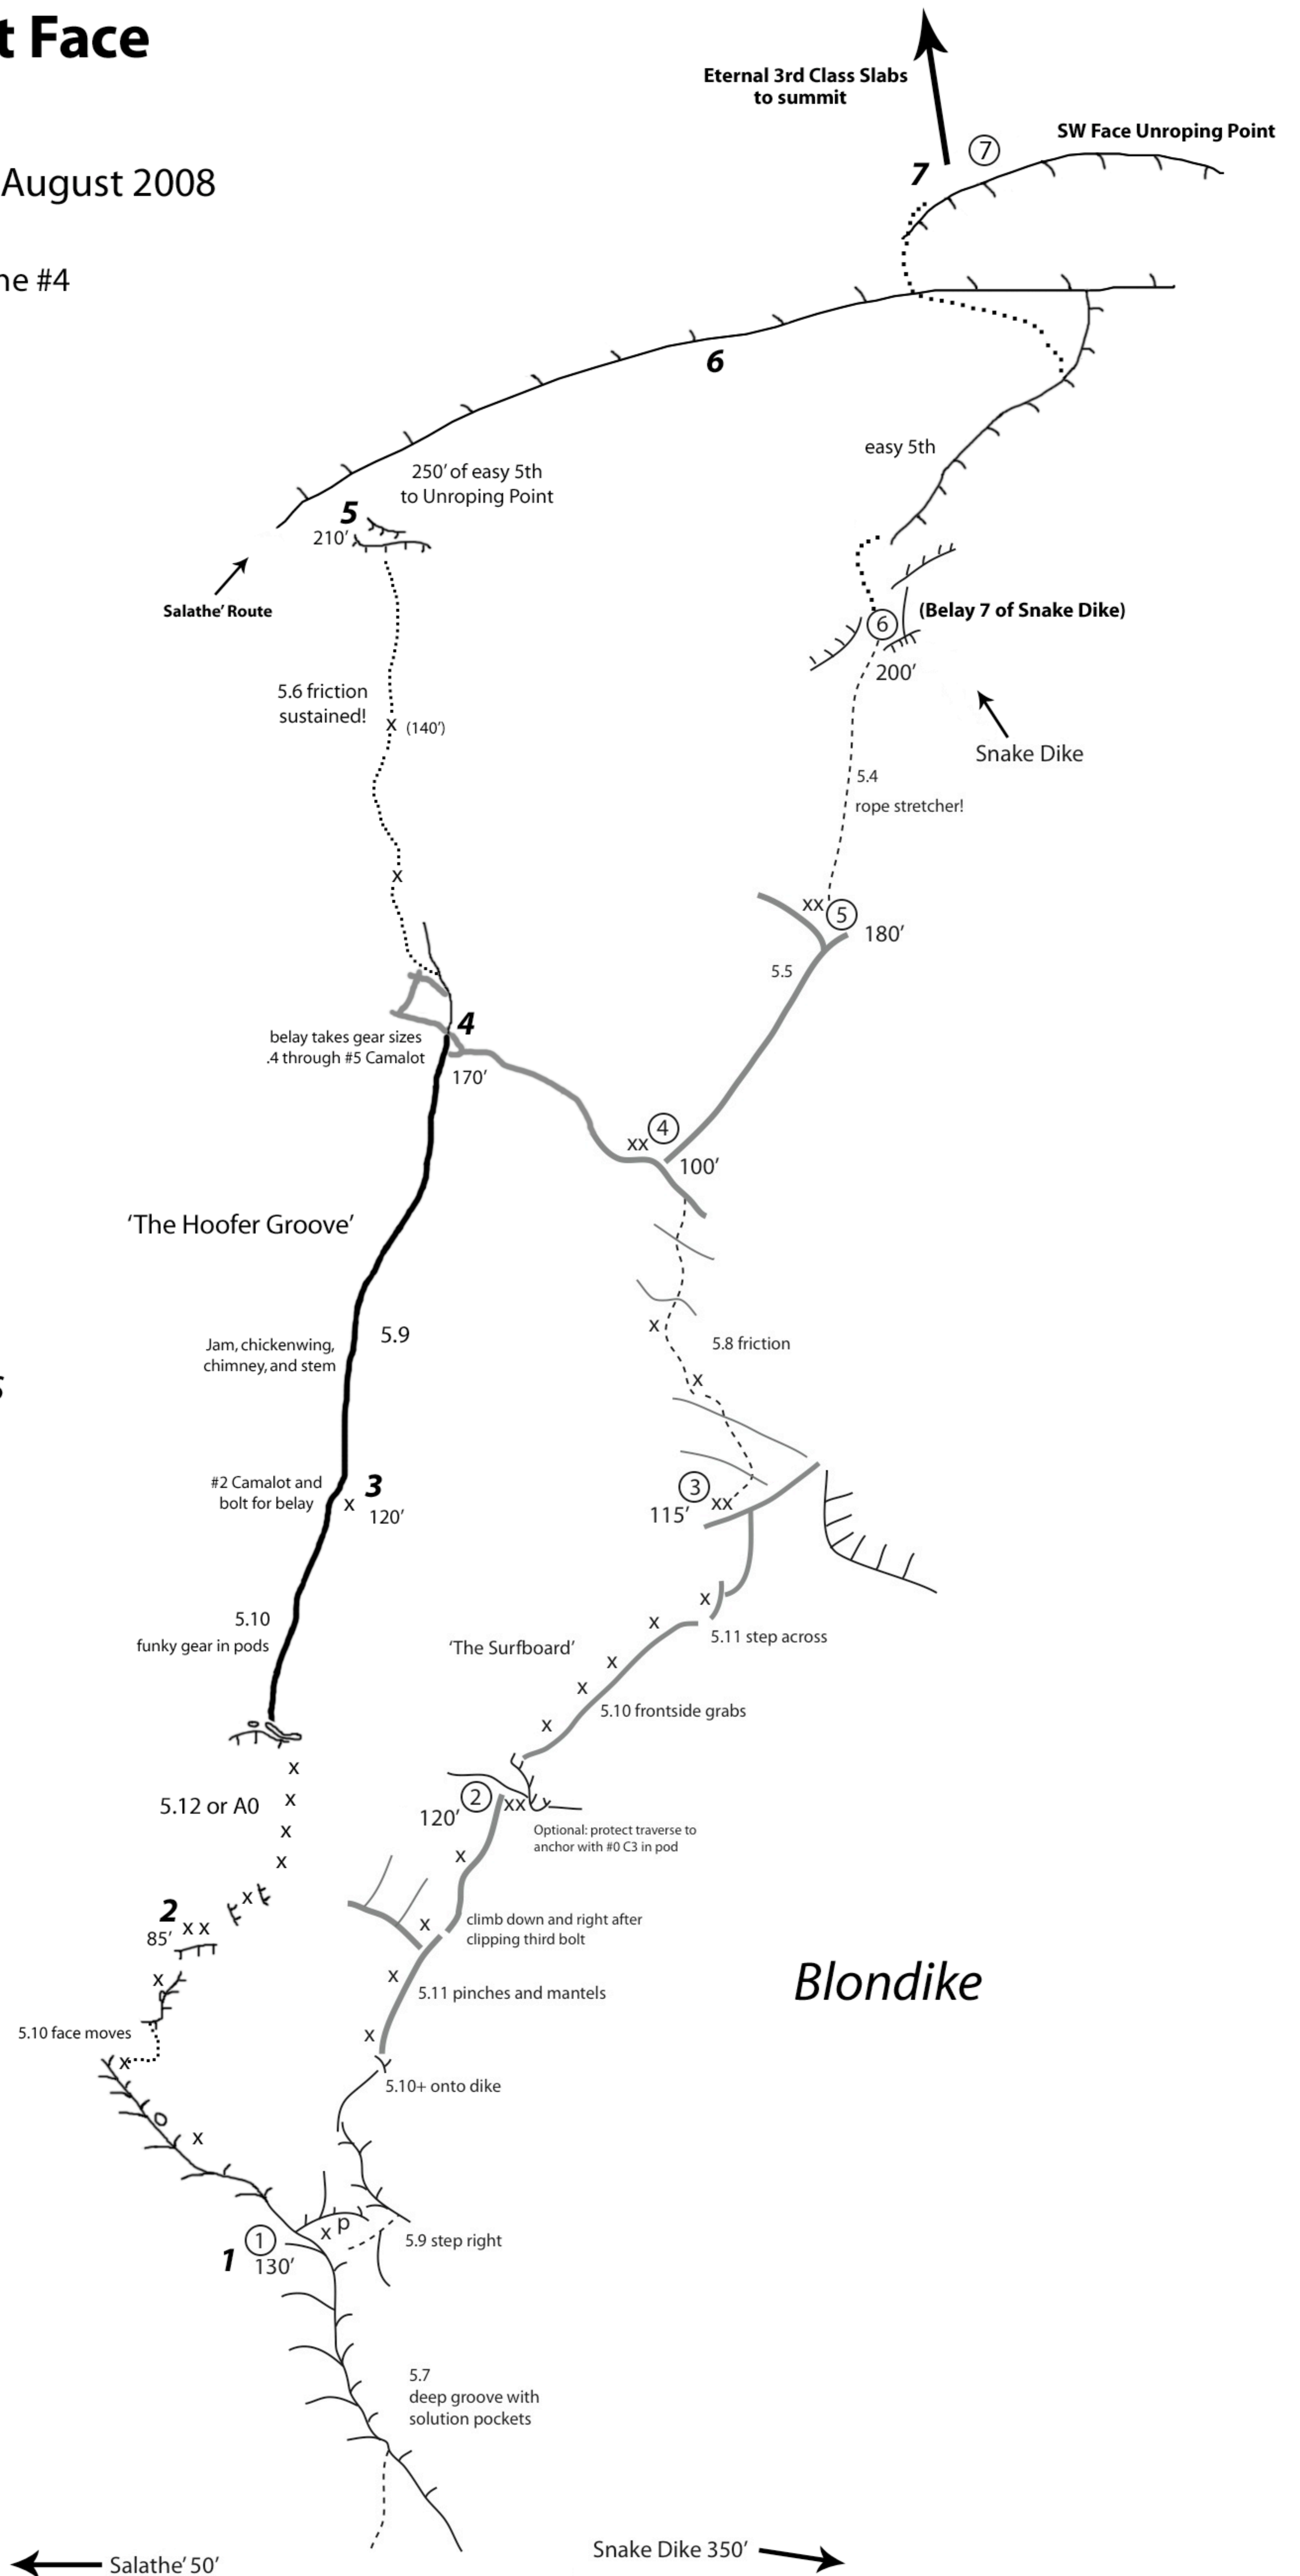 t Face
Eternal 3rd Class Slabs
to summit
SW Face Unroping Point
7
7
August 2008
ne #4
6
easy 5th
250' of easy 5th
to Unroping Point
5
210'
Salathe' Route
6
(Belay 7 of Snake Dike)
200'
5.6 friction
sustained!
x (140')
Snake Dike
5.4
rope stretcher!
x
xx
5
180'
5.5
4
belay takes gear sizes
.4 through #5 Camalot
170'
4
xx
100'
'The Hoofer Groove'
x
5.8 friction
5.9
Jam, chickenwing,
chimney, and stem
x
s
#2 Camalot and
bolt for belay
x
3
120'
3
xx
115'
x
5.10
funky gear in pods
x
5.11 step across
'The Surfboard'
x
x
5.10 frontside grabs
x
x
5.12 or A0
x
x
x
2
xx
120'
Optional: protect traverse to
anchor with #0 C3 in pod
x
x
2
x x
85'
x
climb down and right after
clipping third bolt
x
x
5.11 pinches and mantels
Blondike
5.10 face moves
x
x
5.10+ onto dike
x
x
p
1
1
130'
5.9 step right
5.7
deep groove with
solution pockets
Snake Dike 350'
Salathe' 50'